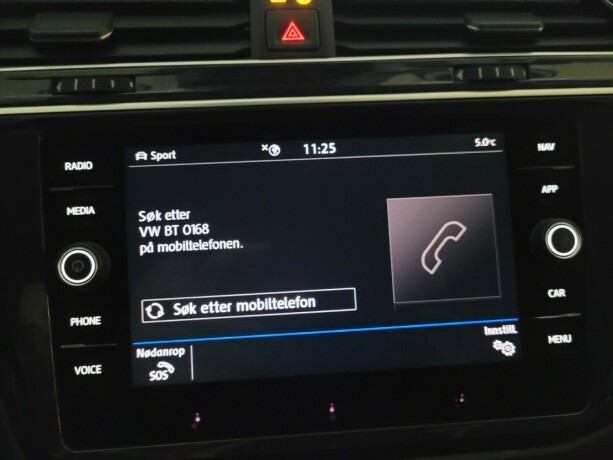 Sport 11:25 5.0°C
RADIO
NAV
MEDIA
APP
Søk etter
VW BT 0168
på mobiltelefonen.
Søk etter mobiltelefon
PHONE
CAR
VOICE
MENU
Nødanrop
SOS
Innstill.